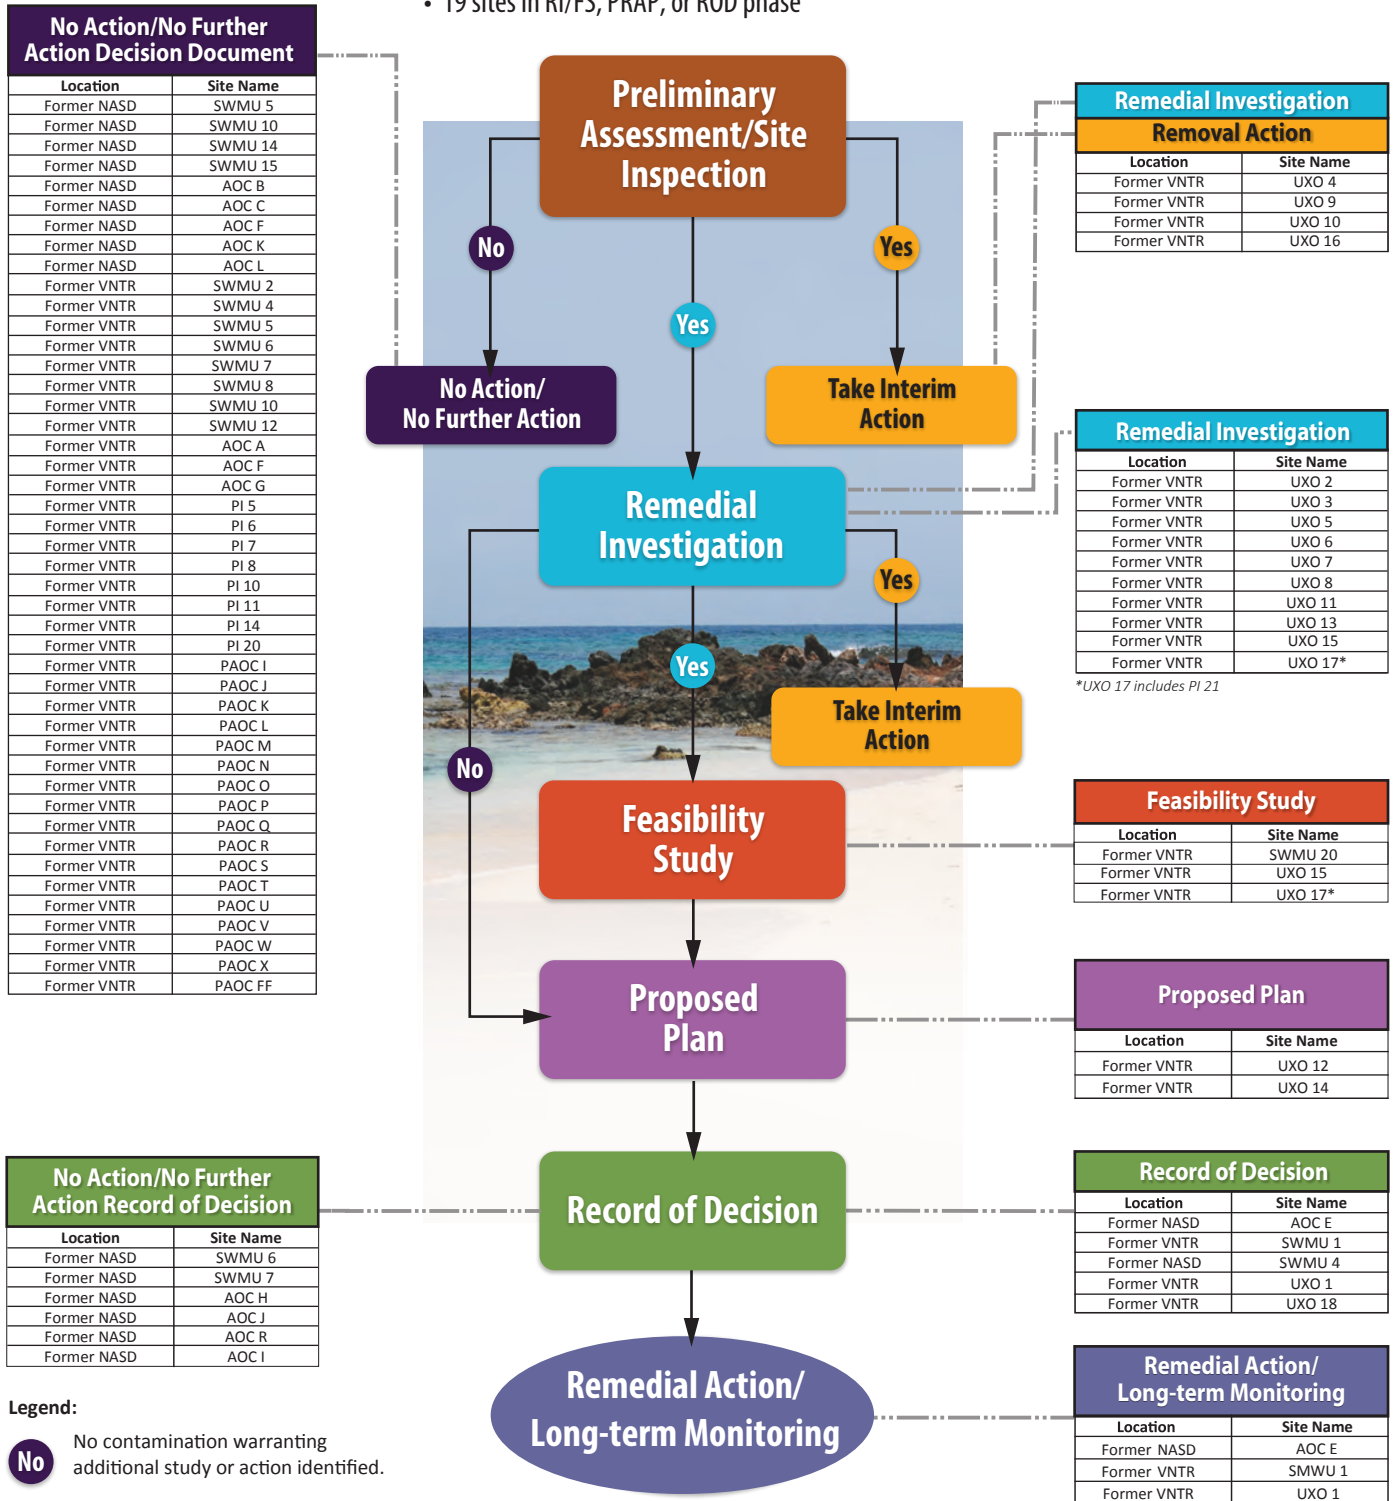 • 19 sites in RI/FS, PRAP, or ROD phase
No Action/No Further
Action Decision Document
Location Site Name
Former NASD SWMU 5
Former NASD SWMU 10
Former NASD SWMU 14
Former NASD SWMU 15
Former NASD AOC B
Former NASD AOC C
Former NASD AOC F
Former NASD AOC K
Former NASD AOC L
Former VNTR SWMU 2
Former VNTR SWMU 4
Former VNTR SWMU 5
Former VNTR SWMU 6
Former VNTR SWMU 7
Former VNTR SWMU 8
Former VNTR SWMU 10
Former VNTR SWMU 12
Former VNTR AOC A
Former VNTR AOC F
Former VNTR AOC G
Former VNTR PI 5
Former VNTR PI 6
Former VNTR PI 7
Former VNTR PI 8
Former VNTR PI 10
Former VNTR PI 11
Former VNTR PI 14
Former VNTR PI 20
Former VNTR PAOC I
Former VNTR PAOC J
Former VNTR PAOC K
Former VNTR PAOC L
Former VNTR PAOC M
Former VNTR PAOC N
Former VNTR PAOC O
Former VNTR PAOC P
Former VNTR PAOC Q
Former VNTR PAOC R
Former VNTR PAOC S
Former VNTR PAOC T
Former VNTR PAOC U
Former VNTR PAOC V
Former VNTR PAOC W
Former VNTR PAOC X
Former VNTR PAOC FF
Preliminary
Assessment/Site
Inspection
No
Yes
Yes
No Action/
No Further Action
Take Interim
Action
Remedial
Investigation
Yes
Yes
No
Take Interim
Action
Feasibility
Study
Proposed
Plan
Record of Decision
Remedial Action/
Long-term Monitoring
Remedial Investigation
Removal Action
Location Site Name
Former VNTR UXO 4
Former VNTR UXO 9
Former VNTR UXO 10
Former VNTR UXO 16
Remedial Investigation
Location Site Name
Former VNTR UXO 2
Former VNTR UXO 3
Former VNTR UXO 5
Former VNTR UXO 6
Former VNTR UXO 7
Former VNTR UXO 8
Former VNTR UXO 11
Former VNTR UXO 13
Former VNTR UXO 15
Former VNTR UXO 17*
*UXO 17 includes PI 21
Feasibility Study
Location Site Name
Former VNTR SWMU 20
Former VNTR UXO 15
Former VNTR UXO 17*
Proposed Plan
Location Site Name
Former VNTR UXO 12
Former VNTR UXO 14
Record of Decision
Location Site Name
Former NASD AOC E
Former VNTR SWMU 1
Former NASD SWMU 4
Former VNTR UXO 1
Former VNTR UXO 18
Remedial Action/
Long-term Monitoring
Location Site Name
Former NASD AOC E
Former VNTR SMWU 1
Former VNTR UXO 1
No Action/No Further
Action Record of Decision
Location Site Name
Former NASD SWMU 6
Former NASD SWMU 7
Former NASD AOC H
Former NASD AOC J
Former NASD AOC R
Former NASD AOC I
Legend:
No
No contamination warranting
additional study or action identified.